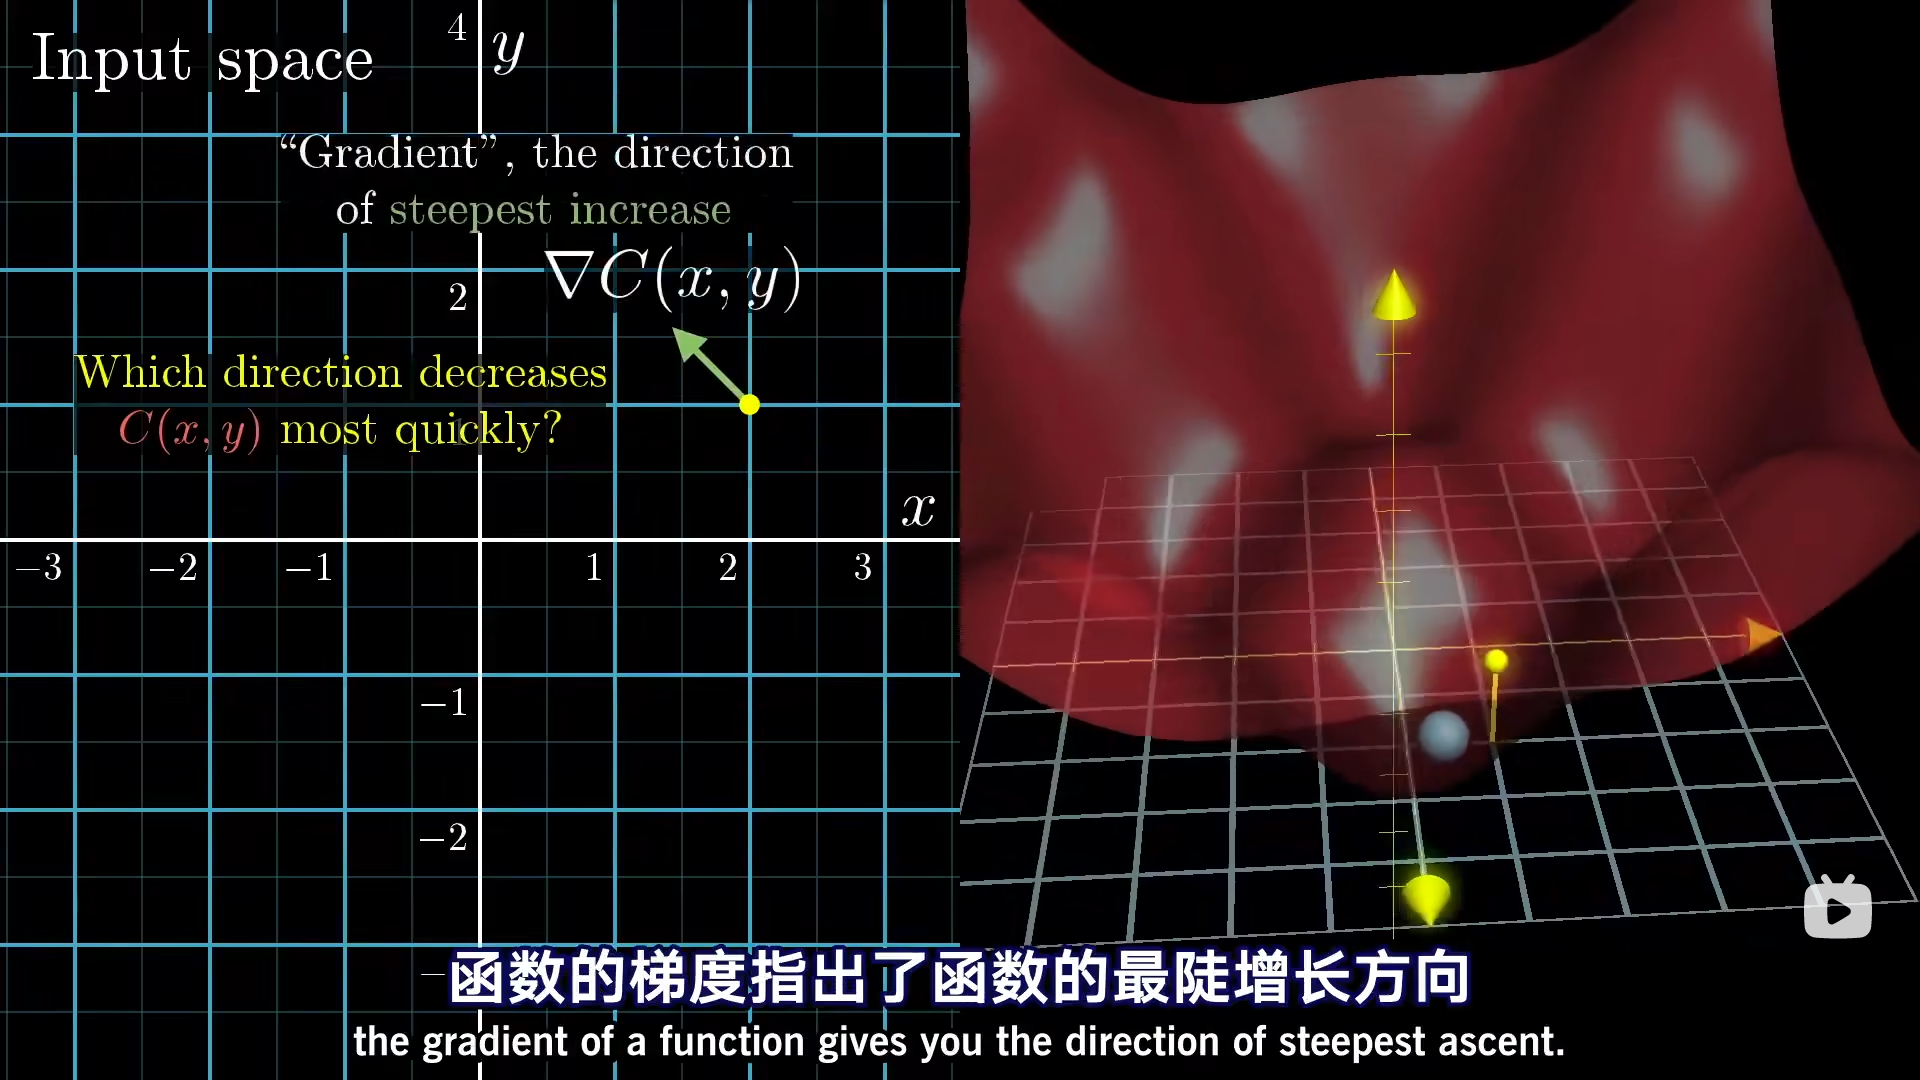 Input space
4
y
“Gradient”, the direction
of steepest increase
∇C(x, y)
2
Which direction decreases
C(x, y) most quickly?
1
x
−3 −2 −1 1 2 3
−1
−2
函数的梯度指出了函数的最陡增长方向
the gradient of a function gives you the direction of steepest ascent.